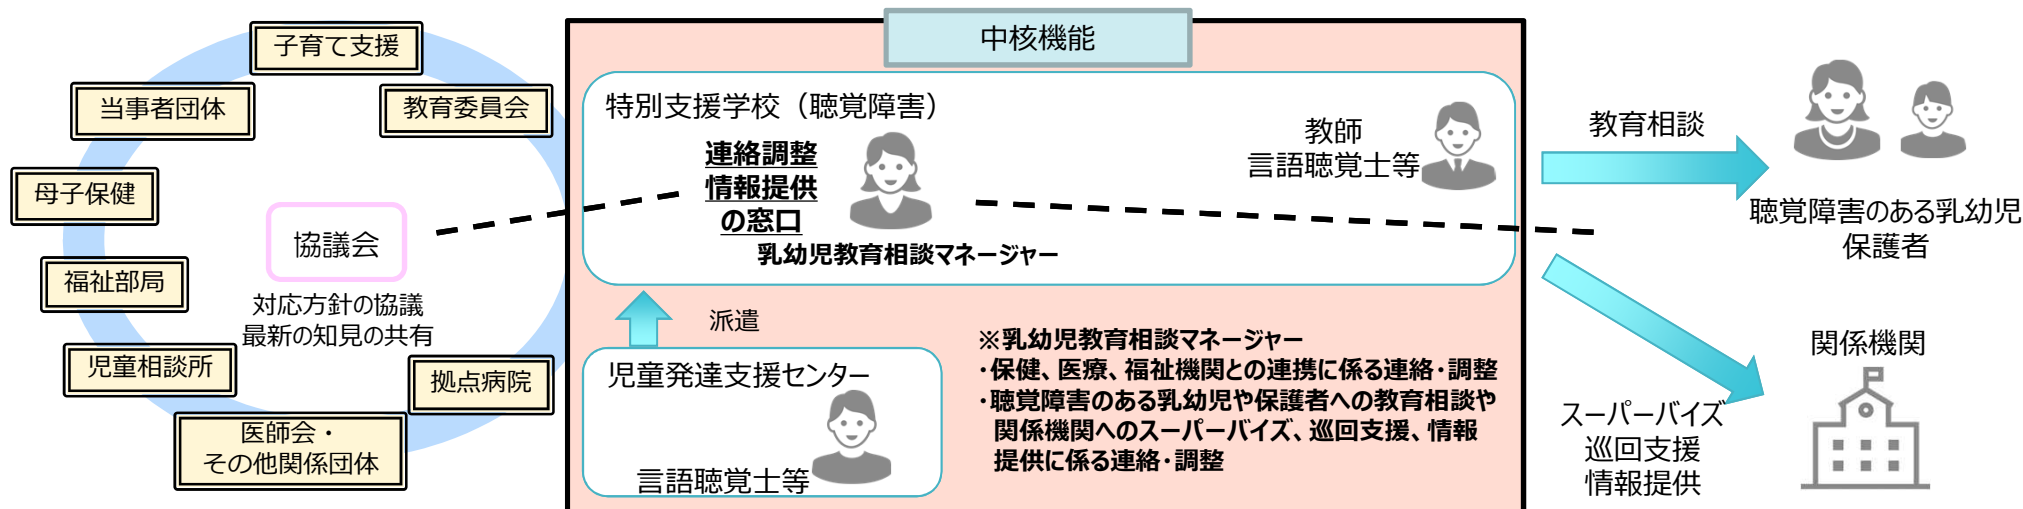 子育て支援
当事者団体
教育委員会
母子保健
福祉部局
児童相談所
医師会・
その他関係団体
拠点病院
協議会
対応方針の協議
最新の知見の共有
中核機能
特別支援学校（聴覚障害）
連絡調整
情報提供
の窓口
乳幼児教育相談マネージャー
教師
言語聴覚士等
派遣
児童発達支援センター
言語聴覚士等
※乳幼児教育相談マネージャー
・保健、医療、福祉機関との連携に係る連絡・調整
・聴覚障害のある乳幼児や保護者への教育相談や
関係機関へのスーパーバイズ、巡回支援、情報
提供に係る連絡・調整
教育相談
聴覚障害のある乳幼児
保護者
関係機関
スーパーバイズ
巡回支援
情報提供